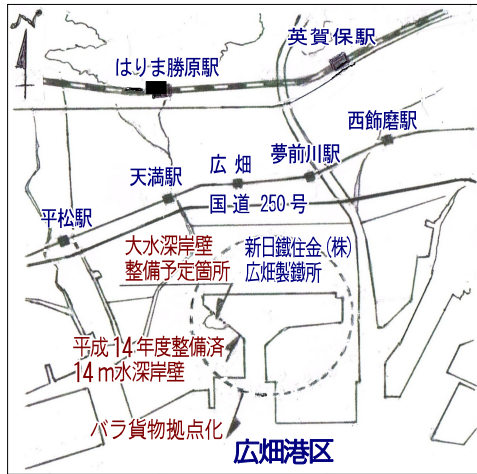 N
英賀保駅
はりま勝原駅
西飾磨駅
夢前川駅
広畑
天満駅
国道 250 号
平松駅
大水深岸壁
整備予定箇所
新日鐵住金(株)
広畑製鐵所
平成14年度整備済
14m水深岸壁
バラ貨物拠点化
広畑港区